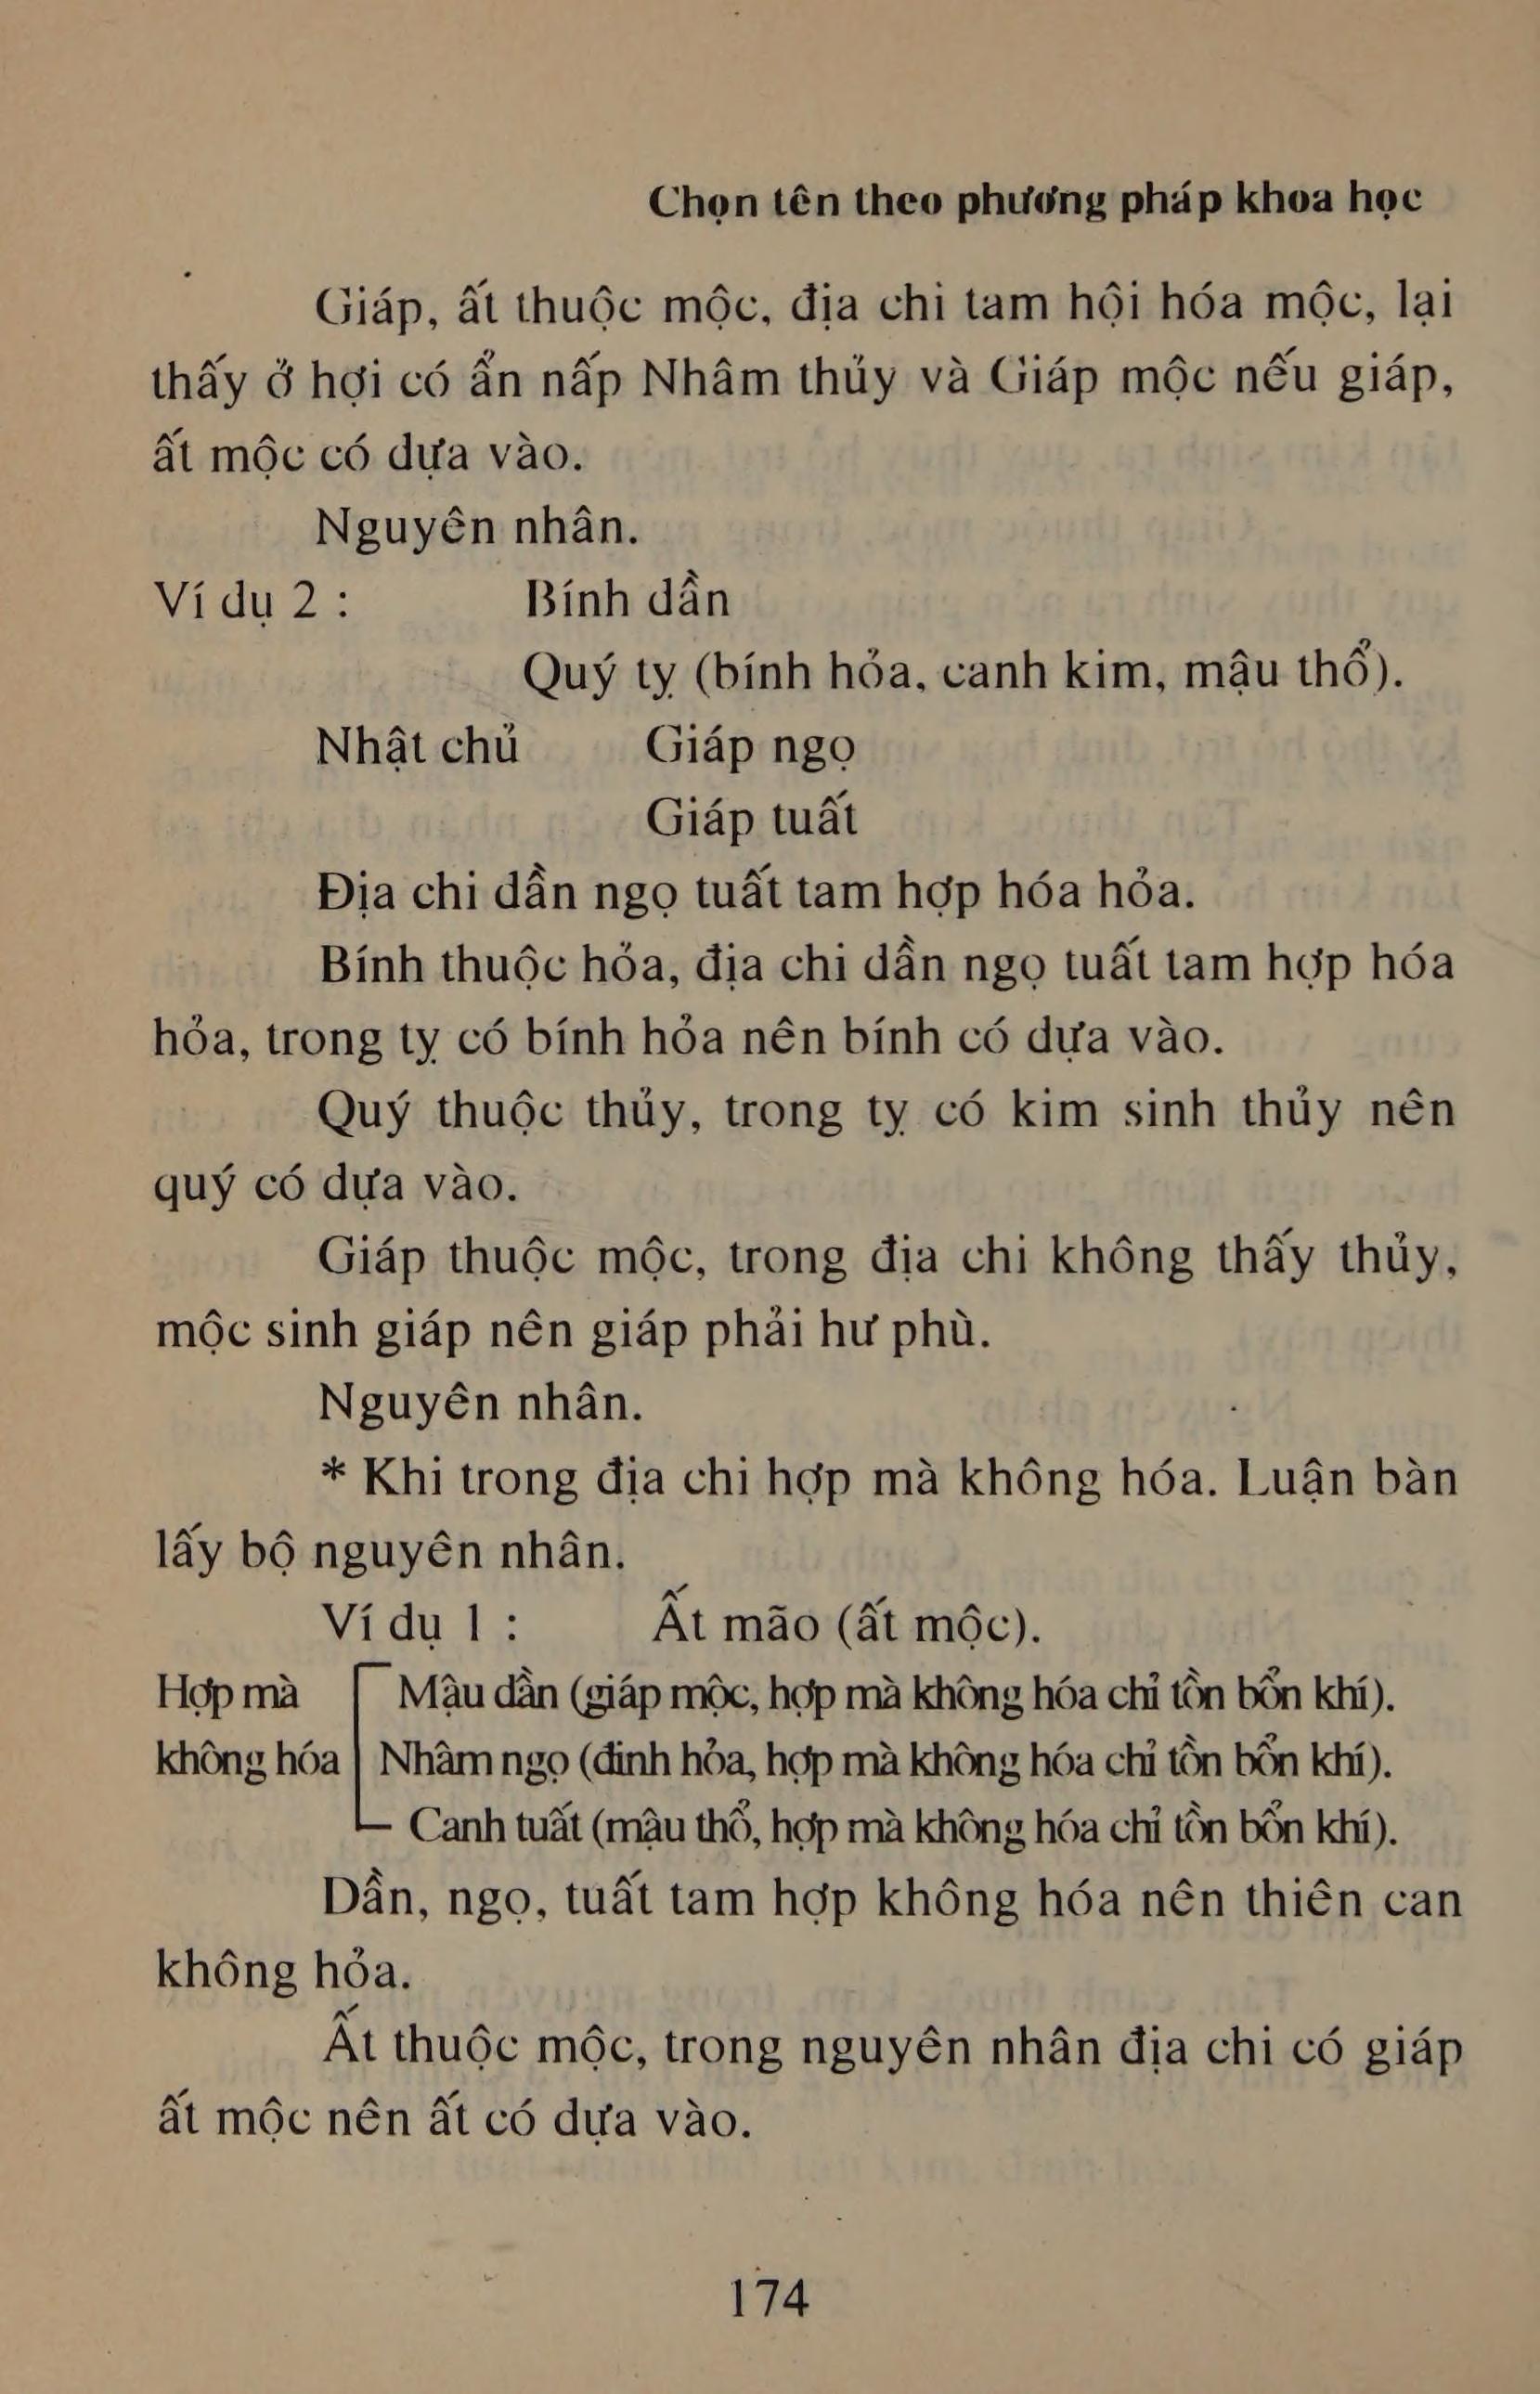 Chọn tên theo phương pháp khoa học
Giáp, ất thuộc mộc, địa chi tam hội hóa mộc, lại
thấy ở hợi có ẩn nấp Nhâm thủy và Giáp mộc nếu giáp,
ất mộc có dựa vào.
Nguyên nhân.
Ví dụ 2 : Bính dần
Quý tỵ (bính hỏa, canh kim, mậu thổ).
Nhật chủ Giáp ngọ
Giáp tuất
Địa chi dần ngọ tuất tam hợp hóa hỏa.
Bính thuộc hỏa, địa chi dần ngọ tuất tam hợp hóa
hỏa, trong tỵ có bính hỏa nên bính có dựa vào.
Quý thuộc thủy, trong tỵ có kim sinh thủy nên
quý có dựa vào.
Giáp thuộc mộc, trong địa chi không thấy thủy,
mộc sinh giáp nên giáp phải hư phù.
Nguyên nhân.
* Khi trong địa chi hợp mà không hóa. Luận bàn
lấy bộ nguyên nhân.
Ví dụ 1 : Ất mão (ất mộc).
Hợp mà Mậu dần (giáp mộc, hợp mà không hóa chỉ tồn bổn khí).
không hóa Nhâm ngọ (đinh hỏa, hợp mà không hóa chỉ tồn bổn khí).
Canh tuất (mậu thổ, hợp mà không hóa chỉ tồn bổn khí).
Dần, ngọ, tuất tam hợp không hóa nên thiên can
không hỏa.
Ất thuộc mộc, trong nguyên nhân địa chi có giáp
ất mộc nên ất có dựa vào.
174